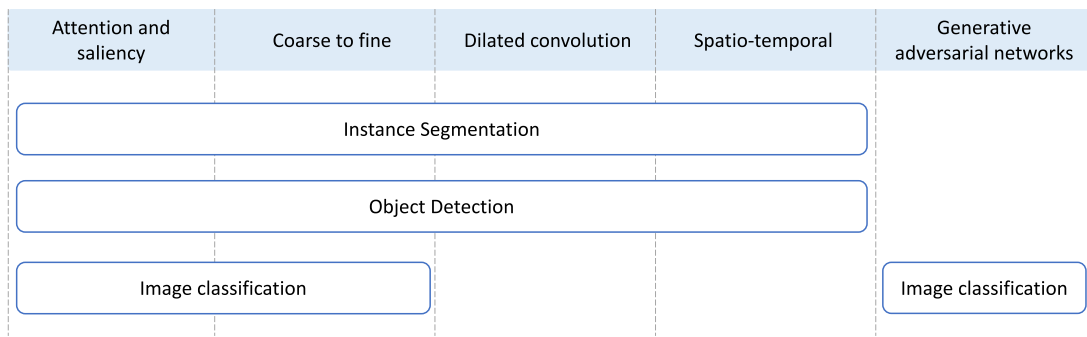 Attention and
saliency
Coarse to fine
Dilated convolution
Spatio-temporal
Generative
adversarial networks
Instance Segmentation
Object Detection
Image classification
Image classification